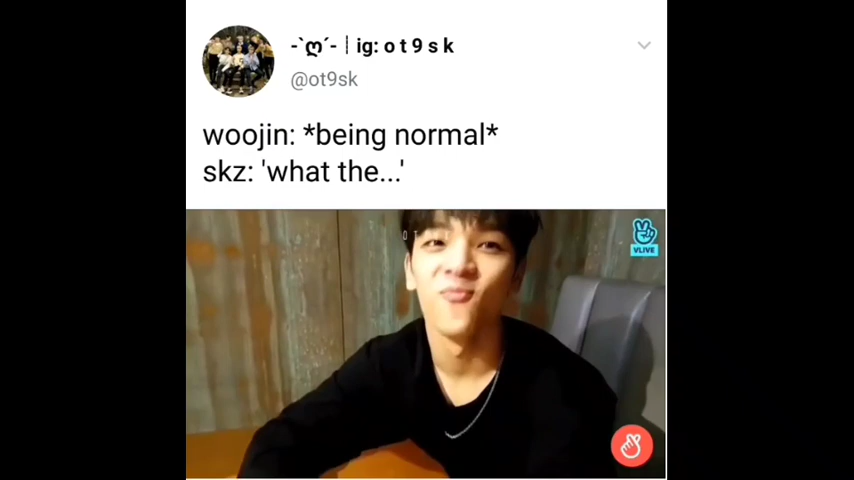 -`ღ´- ┊ig: o t 9 s k
@ot9sk
woojin: *being normal*
skz: 'what the...'
VLIVE